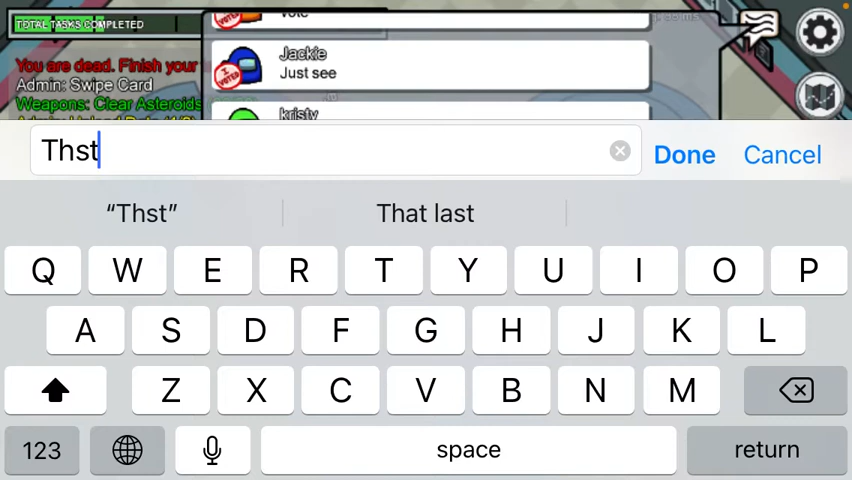 TOTAL TASKS COMPLETED
vote
You are dead. Finish your
Jackie
I VOTED
Just see
Admin: Swipe Card
Weapons: Clear Asteroids
kristy
Thst
Done
Cancel
“Thst”
That last
Q W E R T Y U I O P
A S D F G H J K L
Z X C V B N M
123
space
return